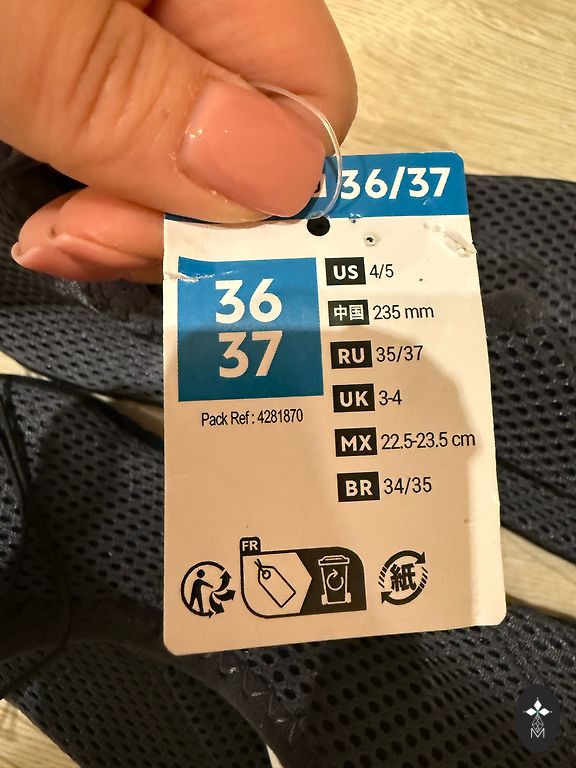 36/37
36
37
Pack Ref : 4281870
US 4/5
中国 235 mm
RU 35/37
UK 3-4
MX 22.5-23.5 cm
BR 34/35
FR
紙
M